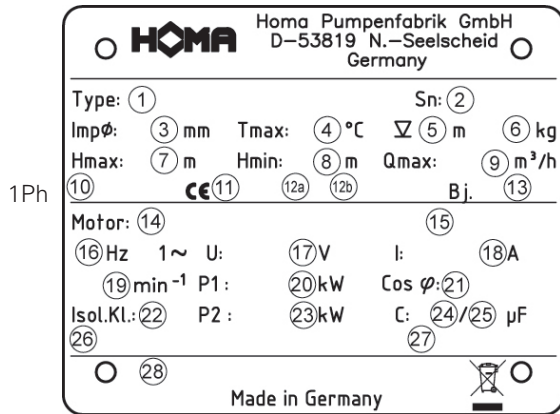 HOMA Homa Pumpenfabrik GmbH
D-53819 N.-Seelscheid
Germany
Type: 1 Sn: 2
Impø: 3 mm Tmax: 4 °C ∇ 5 m 6 kg
Hmax: 7 m Hmin: 8 m Qmax: 9 m³/h
1Ph
10 CE 11 12a 12b Bj. 13
Motor: 14 15
16 Hz 1~ U: 17 V I: 18 A
19 min⁻¹ P1: 20 kW Cos φ: 21
Isol.Kl.: 22 P2: 23 kW C: 24/25 µF
26 27
28
Made in Germany